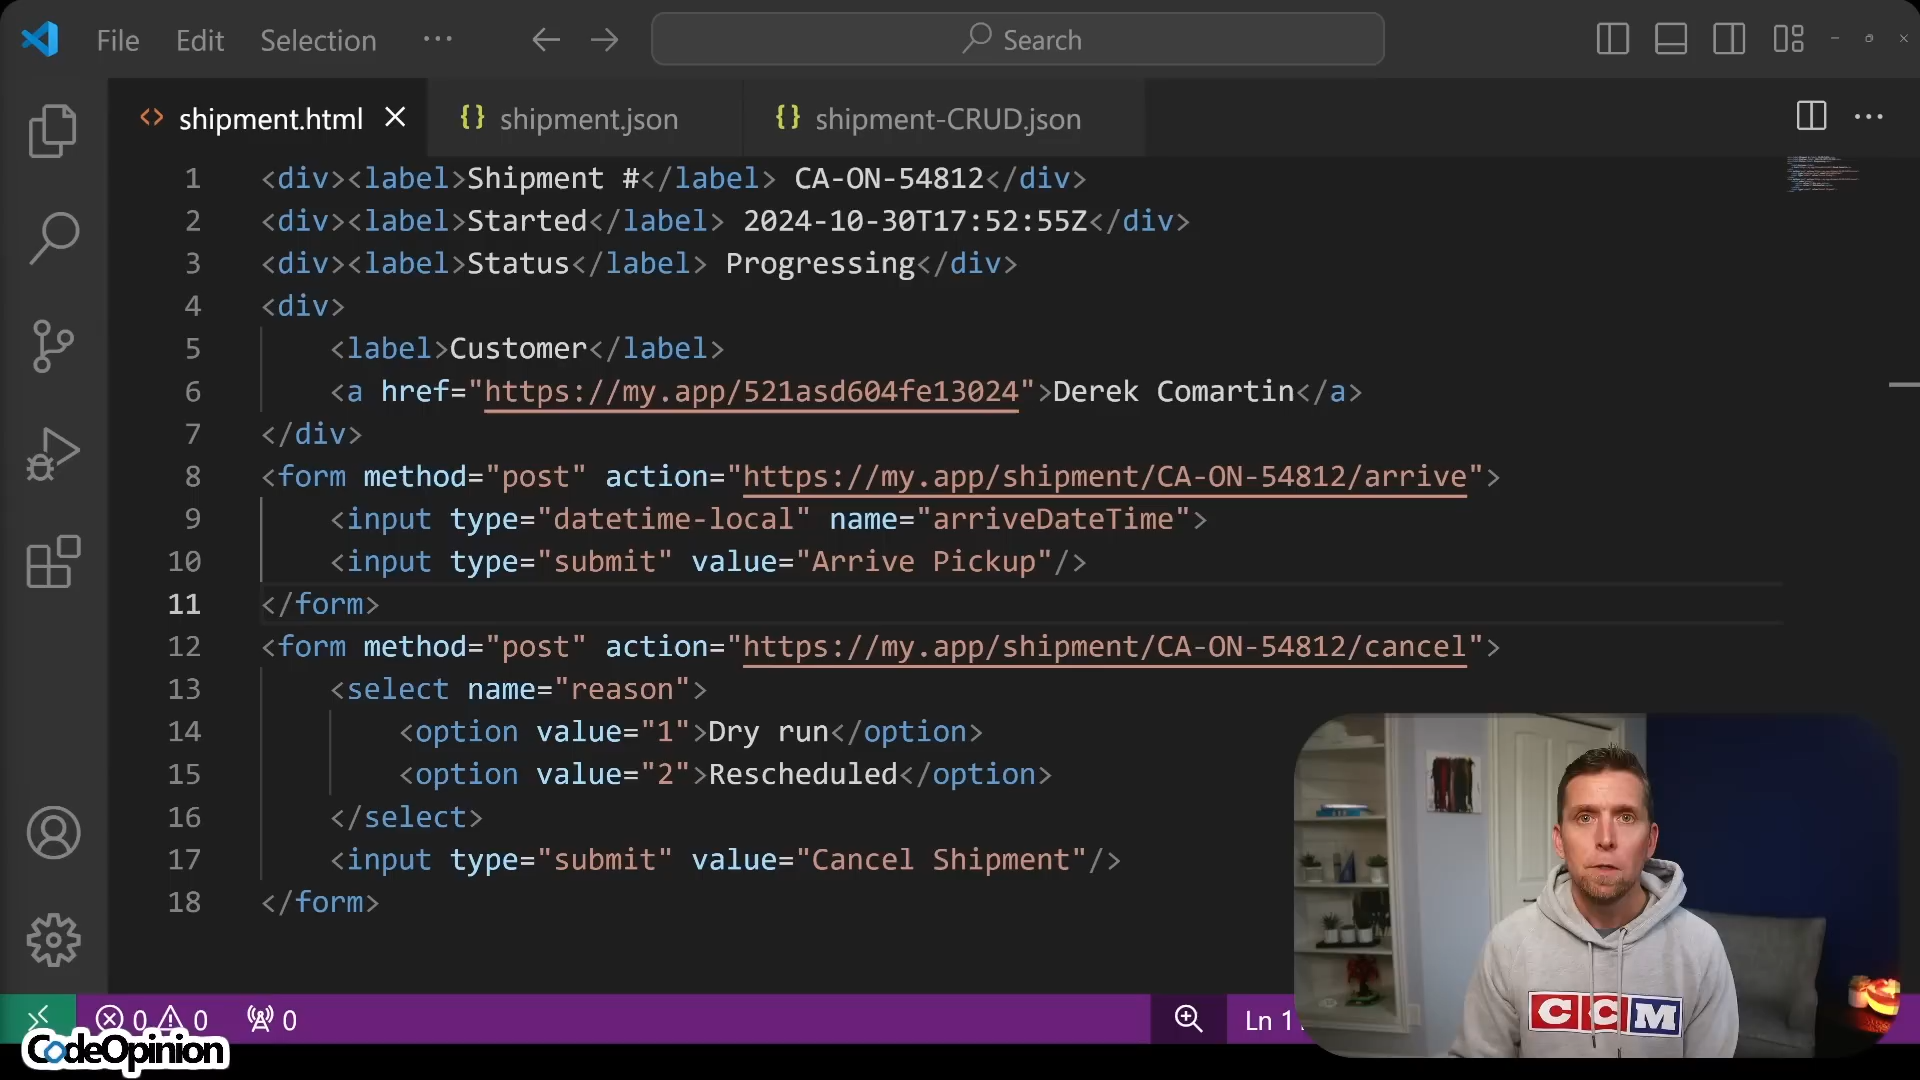 File Edit Selection ··· Search
shipment.html shipment.json shipment-CRUD.json
1 <div><label>Shipment #</label> CA-ON-54812</div>
2 <div><label>Started</label> 2024-10-30T17:52:55Z</div>
3 <div><label>Status</label> Progressing</div>
4 <div>
5 <label>Customer</label>
6 <a href="https://my.app/521asd604fe13024">Derek Comartin</a>
7 </div>
8 <form method="post" action="https://my.app/shipment/CA-ON-54812/arrive">
9 <input type="datetime-local" name="arriveDateTime">
10 <input type="submit" value="Arrive Pickup"/>
11 </form>
12 <form method="post" action="https://my.app/shipment/CA-ON-54812/cancel">
13 <select name="reason">
14 <option value="1">Dry run</option>
15 <option value="2">Rescheduled</option>
16 </select>
17 <input type="submit" value="Cancel Shipment"/>
18 </form>
CCM
0 0 0 Ln 1
CodeOpinion